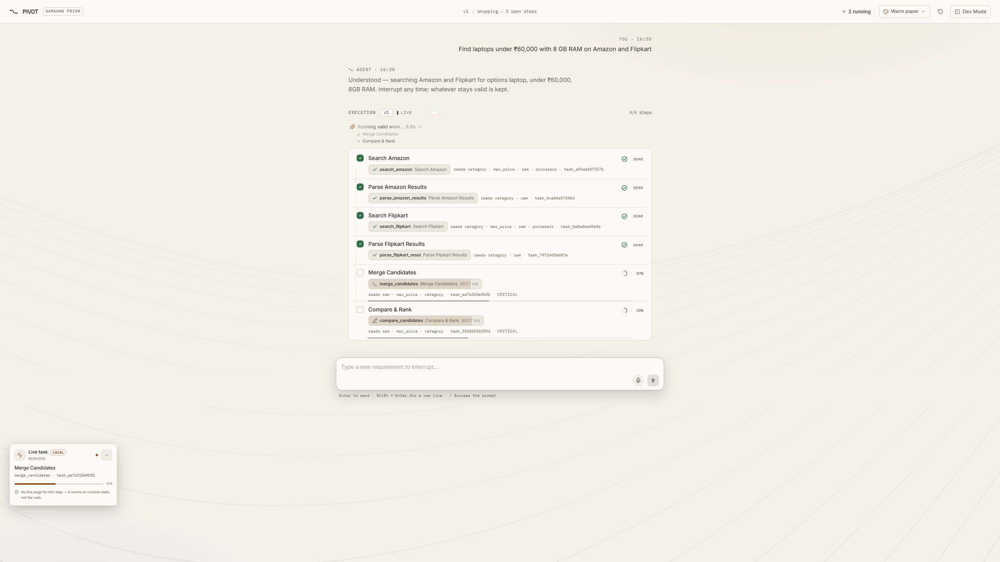 PIVOT SAMSUNG PRISM
v1 / shopping · 2 open steps
2 running Warm paper Dev Mode
YOU · 16:30
Find laptops under ₹60,000 with 8 GB RAM on Amazon and Flipkart
AGENT · 16:30
Understood — searching Amazon and Flipkart for options laptop, under ₹60,000,
8GB RAM. Interrupt any time; whatever stays valid is kept.
EXECUTION v1 LIVE 4/6 steps
Running valid work... 8.8s
Merge Candidates
Compare & Rank
Search Amazon DONE
search_amazon Search Amazon reads category · max_price · ram · processor · task_a94dafd7347b
Parse Amazon Results DONE
parse_amazon_results Parse Amazon Results reads category · ram · task_0ca0de573564
Search Flipkart DONE
search_flipkart Search Flipkart reads category · max_price · ram · processor · task_6a0afbe69dfe
Parse Flipkart Results DONE
parse_flipkart_resul Parse Flipkart Results reads category · ram · task_797240fe687e
Merge Candidates 47%
merge_candidates Merge Candidates 8827 ms
reads ram · max_price · category · task_ae7b310e9b52 · CRITICAL
Compare & Rank 39%
compare_candidates Compare & Rank 8827 ms
reads ram · max_price · category · task_552869263594 · CRITICAL
Type a new requirement to interrupt...
Enter to send · Shift + Enter for a new line · / focuses the prompt
Live task LOCAL
RUNNING
Merge Candidates
merge_candidates · task_ae7b310e9b52
47%
No live page for this step — it works on runtime state,
not the web.